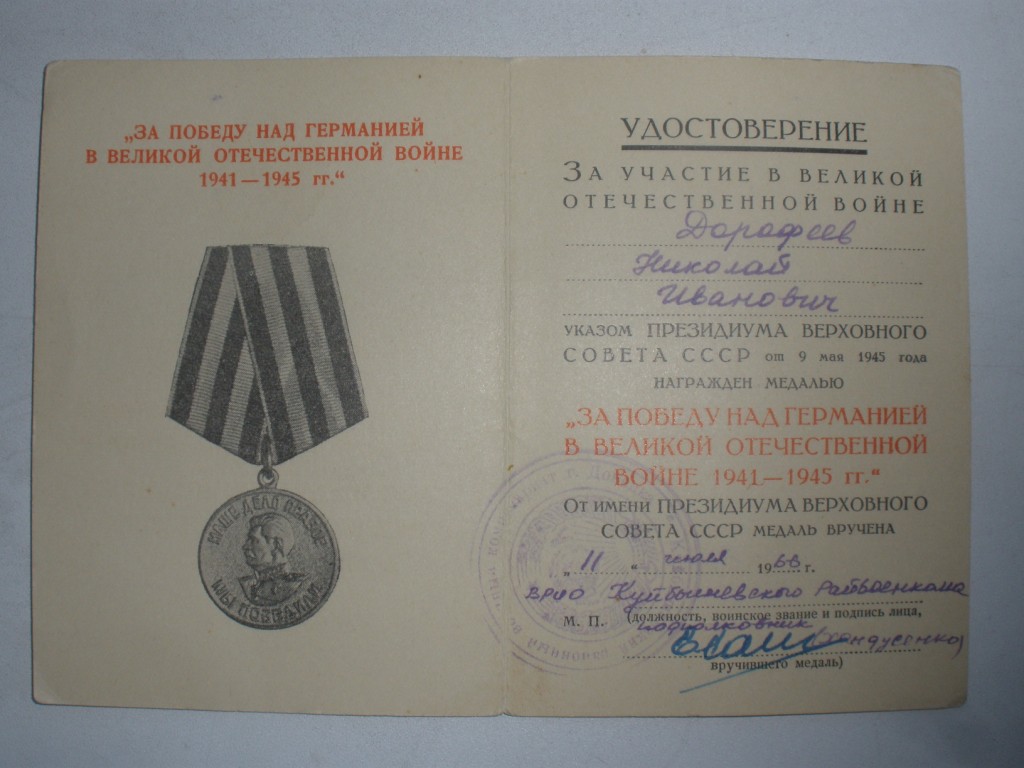 „ЗА ПОБЕДУ НАД ГЕРМАНИЕЙ
В ВЕЛИКОЙ ОТЕЧЕСТВЕННОЙ ВОЙНЕ
1941—1945 гг.“
НАШЕ ДЕЛО ПРАВОЕ
МЫ ПОБЕДИЛИ
УДОСТОВЕРЕНИЕ
ЗА УЧАСТИЕ В ВЕЛИКОЙ
ОТЕЧЕСТВЕННОЙ ВОЙНЕ
Дорофеев
Николай
Иванович
УКАЗОМ ПРЕЗИДИУМА ВЕРХОВНОГО
СОВЕТА СССР от 9 мая 1945 года
НАГРАЖДЕН МЕДАЛЬЮ
„ЗА ПОБЕДУ НАД ГЕРМАНИЕЙ
В ВЕЛИКОЙ ОТЕЧЕСТВЕННОЙ
ВОЙНЕ 1941—1945 гг.“
ОТ ИМЕНИ ПРЕЗИДИУМА ВЕРХОВНОГО
СОВЕТА СССР МЕДАЛЬ ВРУЧЕНА
„11“ июля 1966 г.
ВРИО Куйбышевского Райвоенкома
М. П. (должность, воинское звание и подпись лица,
подполковник
вручившего медаль)